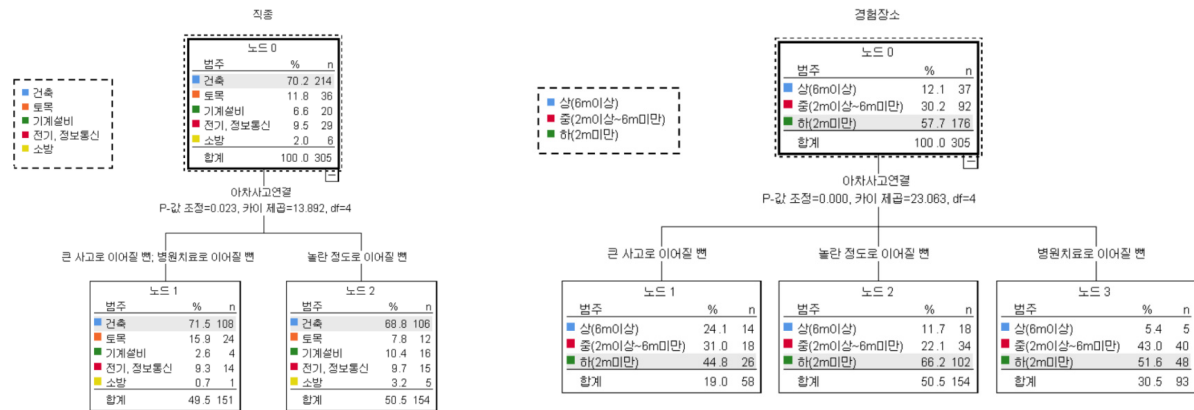 직종
노드 0
범주 % n
건축 70.2 214
토목 11.8 36
기계설비 6.6 20
전기, 정보통신 9.5 29
소방 2.0 6
합계 100.0 305
건축
토목
기계설비
전기, 정보통신
소방
아차사고연결
P-값 조정=0.023, 카이 제곱=13.892, df=4
큰 사고로 이어질 뻔; 병원치료로 이어질 뻔
놀란 정도로 이어질 뻔
노드 1
범주 % n
건축 71.5 108
토목 15.9 24
기계설비 2.6 4
전기, 정보통신 9.3 14
소방 0.7 1
합계 49.5 151
노드 2
범주 % n
건축 68.8 106
토목 7.8 12
기계설비 10.4 16
전기, 정보통신 9.7 15
소방 3.2 5
합계 50.5 154
경험장소
노드 0
범주 % n
상(6m이상) 12.1 37
중(2m이상~6m미만) 30.2 92
하(2m미만) 57.7 176
합계 100.0 305
상(6m이상)
중(2m이상~6m미만)
하(2m미만)
아차사고연결
P-값 조정=0.000, 카이 제곱=23.063, df=4
큰 사고로 이어질 뻔
놀란 정도로 이어질 뻔
병원치료로 이어질 뻔
노드 1
범주 % n
상(6m이상) 24.1 14
중(2m이상~6m미만) 31.0 18
하(2m미만) 44.8 26
합계 19.0 58
노드 2
범주 % n
상(6m이상) 11.7 18
중(2m이상~6m미만) 22.1 34
하(2m미만) 66.2 102
합계 50.5 154
노드 3
범주 % n
상(6m이상) 5.4 5
중(2m이상~6m미만) 43.0 40
하(2m미만) 51.6 48
합계 30.5 93